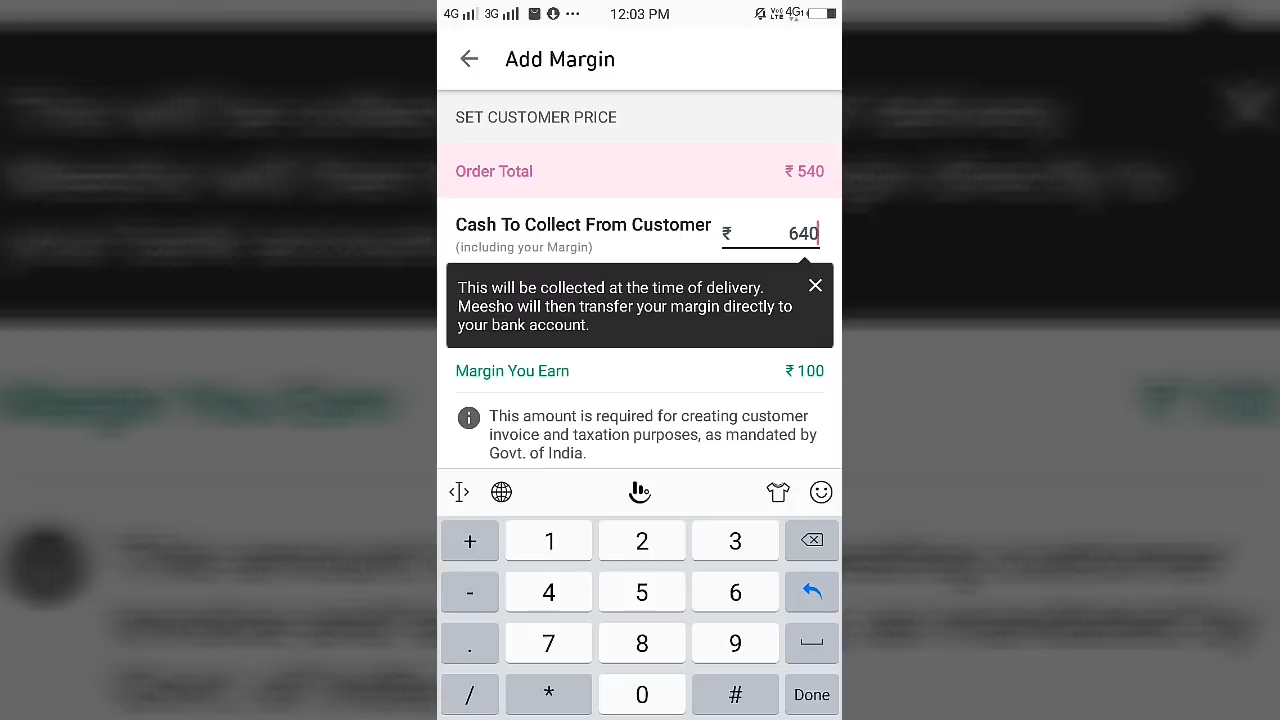 4G 3G 12:03 PM VoLTE 4G
Add Margin
SET CUSTOMER PRICE
Order Total ₹ 540
Cash To Collect From Customer ₹ 640
(including your Margin)
This will be collected at the time of delivery.
Meesho will then transfer your margin directly to
your bank account.
Margin You Earn ₹ 100
This amount is required for creating customer
invoice and taxation purposes, as mandated by
Govt. of India.
+ 1 2 3
- 4 5 6
. 7 8 9
/ * 0 # Done